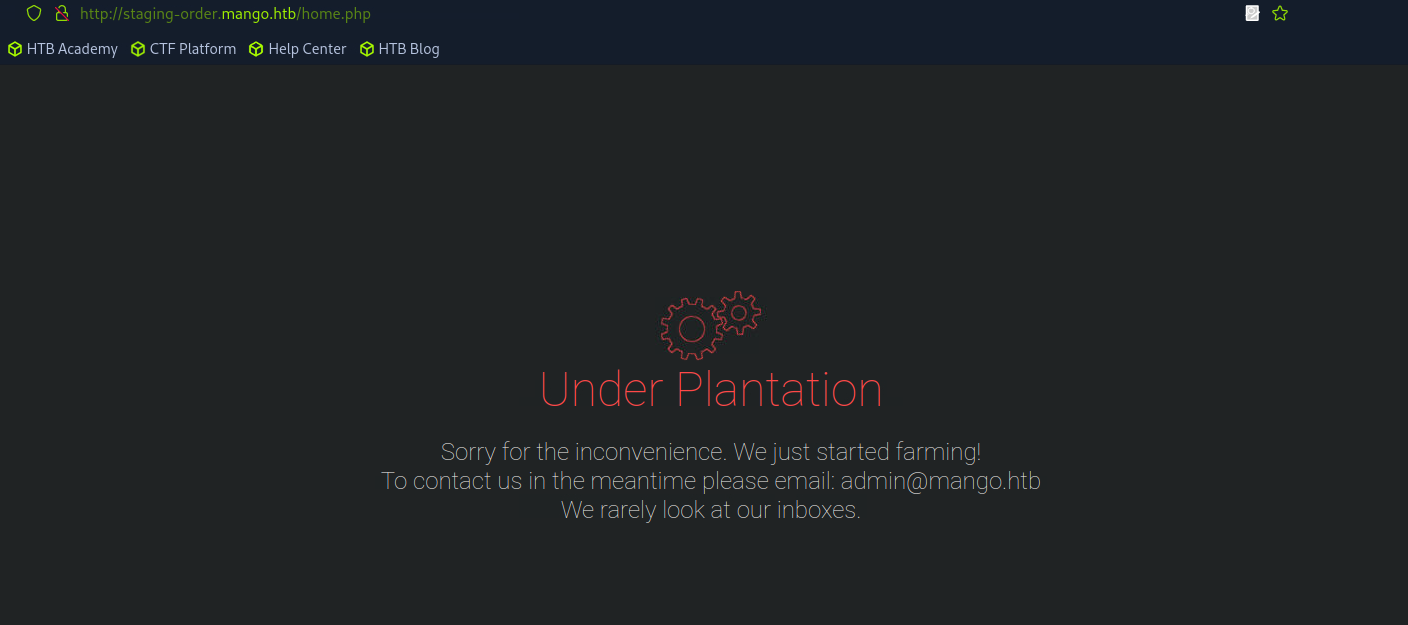 http://staging-order.mango.htb/home.php
HTB Academy CTF Platform Help Center HTB Blog
Under Plantation
Sorry for the inconvenience. We just started farming!
To contact us in the meantime please email: admin@mango.htb
We rarely look at our inboxes.